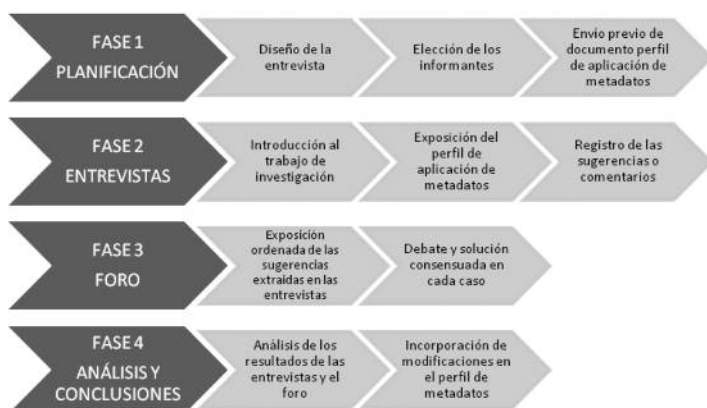 FASE 1
PLANIFICACIÓN
Diseño de la
entrevista
Elección de los
informantes
Envío previo de
documento perfil
de aplicación de
metadatos
FASE 2
ENTREVISTAS
Introducción al
trabajo de
investigación
Exposición del
perfil de
aplicación de
metadatos
Registro de las
sugerencias o
comentarios
FASE 3
FORO
Exposición
ordenada de las
sugerencias
extraidas en las
entrevistas
Debate y solución
consensuada en
cada caso
FASE 4
ANÁLISIS Y
CONCLUSIONES
Análisis de los
resultados de las
entrevistas y el
foro
Incorporación de
modificaciones en
el perfil de
metadatos